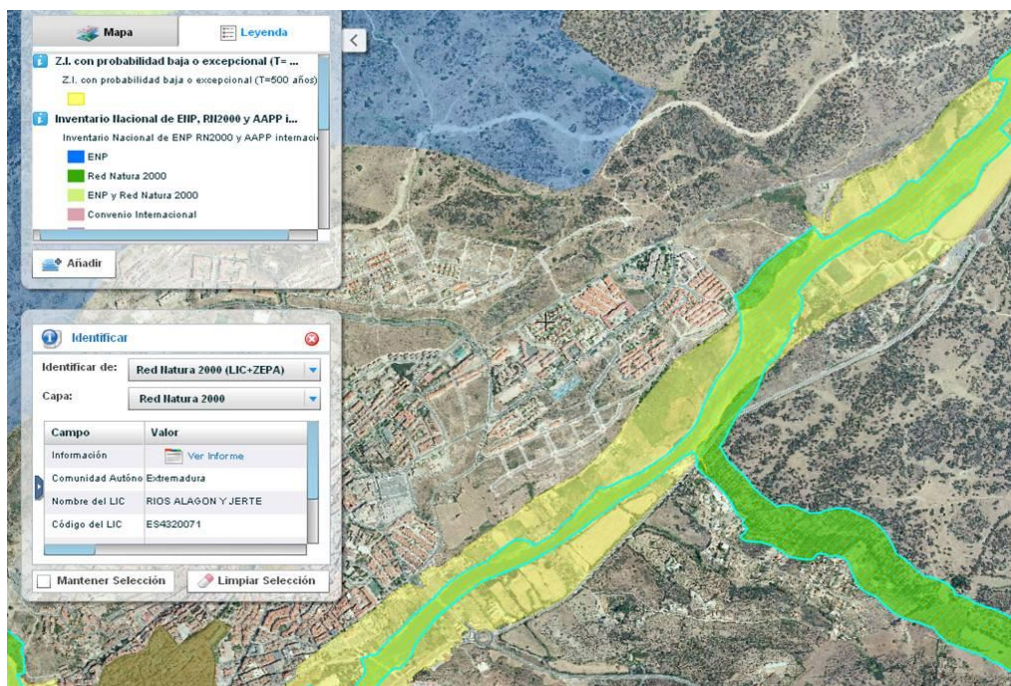 Mapa
Leyenda
Z.I. con probabilidad baja o excepcional (T= ...
Z.I. con probabilidad baja o excepcional (T=500 años)
Inventario Nacional de ENP, RN2000 y AAPP i...
Inventario Nacional de ENP RN2000 y AAPP internaci
ENP
Red Natura 2000
ENP y Red Natura 2000
Convenio Internacional
Añadir
Identificar
Identificar de: Red Natura 2000 (LIC+ZEPA)
Capa: Red Natura 2000
Campo Valor
Información Ver Informe
Comunidad Autóno Extremadura
Nombre del LIC RIOS ALAGON Y JERTE
Código del LIC ES4320071
Mantener Selección Limpiar Selección